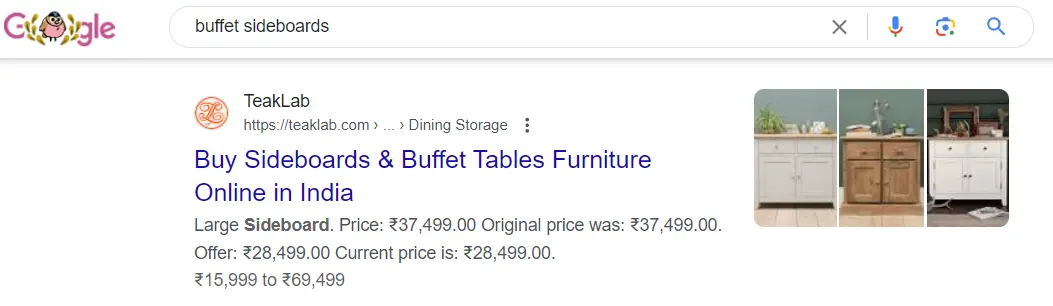 Google
buffet sideboards
TeakLab
https://teaklab.com › ... › Dining Storage
Buy Sideboards & Buffet Tables Furniture
Online in India
Large Sideboard. Price: ₹37,499.00 Original price was: ₹37,499.00.
Offer: ₹28,499.00 Current price is: ₹28,499.00.
₹15,999 to ₹69,499